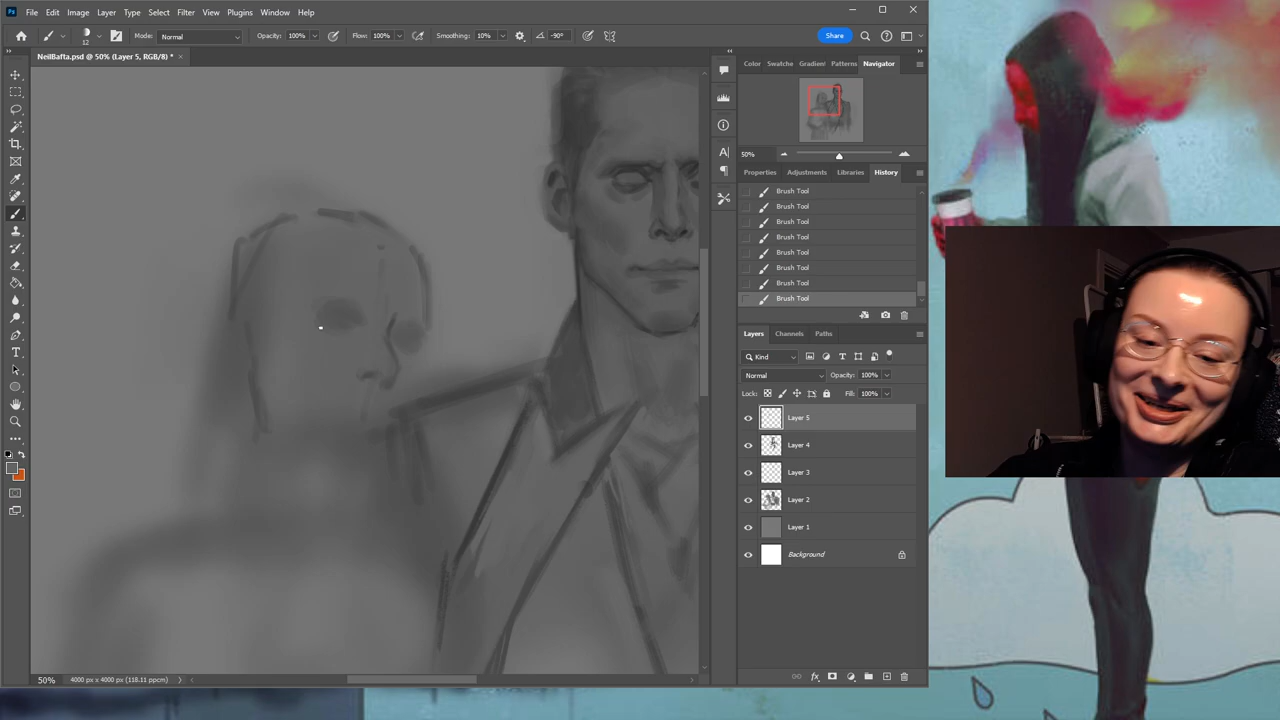 Ps File Edit Image Layer Type Select Filter Plugins View Window Help
12 Mode: Normal Opacity: 100% Flow: 100% Smoothing: 10% -90° Share
NeilBafta.psd @ 50% (Layer 5, RGB/8) * ×
Color Swatche Gradien Patterns Navigator
50%
Properties Adjustments Libraries History
Brush Tool
Brush Tool
Brush Tool
Brush Tool
Brush Tool
Brush Tool
Brush Tool
Brush Tool
Layers Channels Paths
Kind
Normal Opacity: 100%
Lock: Fill: 100%
Layer 5
Layer 4
Layer 3
Layer 2
Layer 1
Background
50% 4000 px x 4000 px (118.11 ppcm)